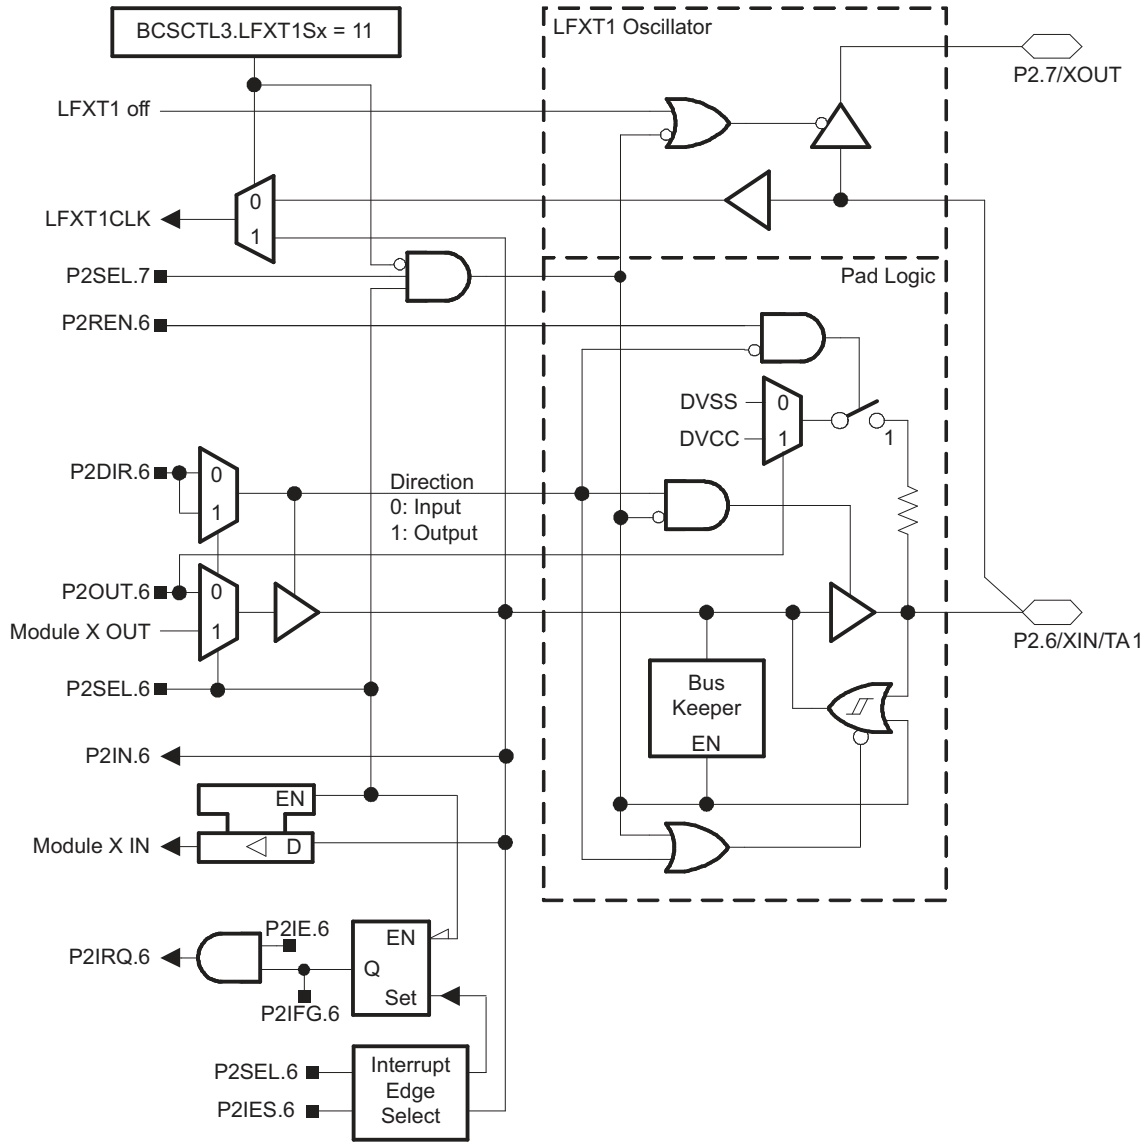 BCSCTL3.LFXT1Sx = 11
LFXT1 Oscillator
P2.7/XOUT
LFXT1 off
0
LFXT1CLK
1
P2SEL.7
Pad Logic
P2REN.6
DVSS
0
DVCC
1
1
P2DIR.6
0
1
Direction
0: Input
1: Output
P2OUT.6
0
Module X OUT
1
P2.6/XIN/TA1
P2SEL.6
Bus
Keeper
EN
P2IN.6
EN
Module X IN
D
P2IE.6
EN
P2IRQ.6
Q
Set
P2IFG.6
P2SEL.6
P2IES.6
Interrupt
Edge
Select